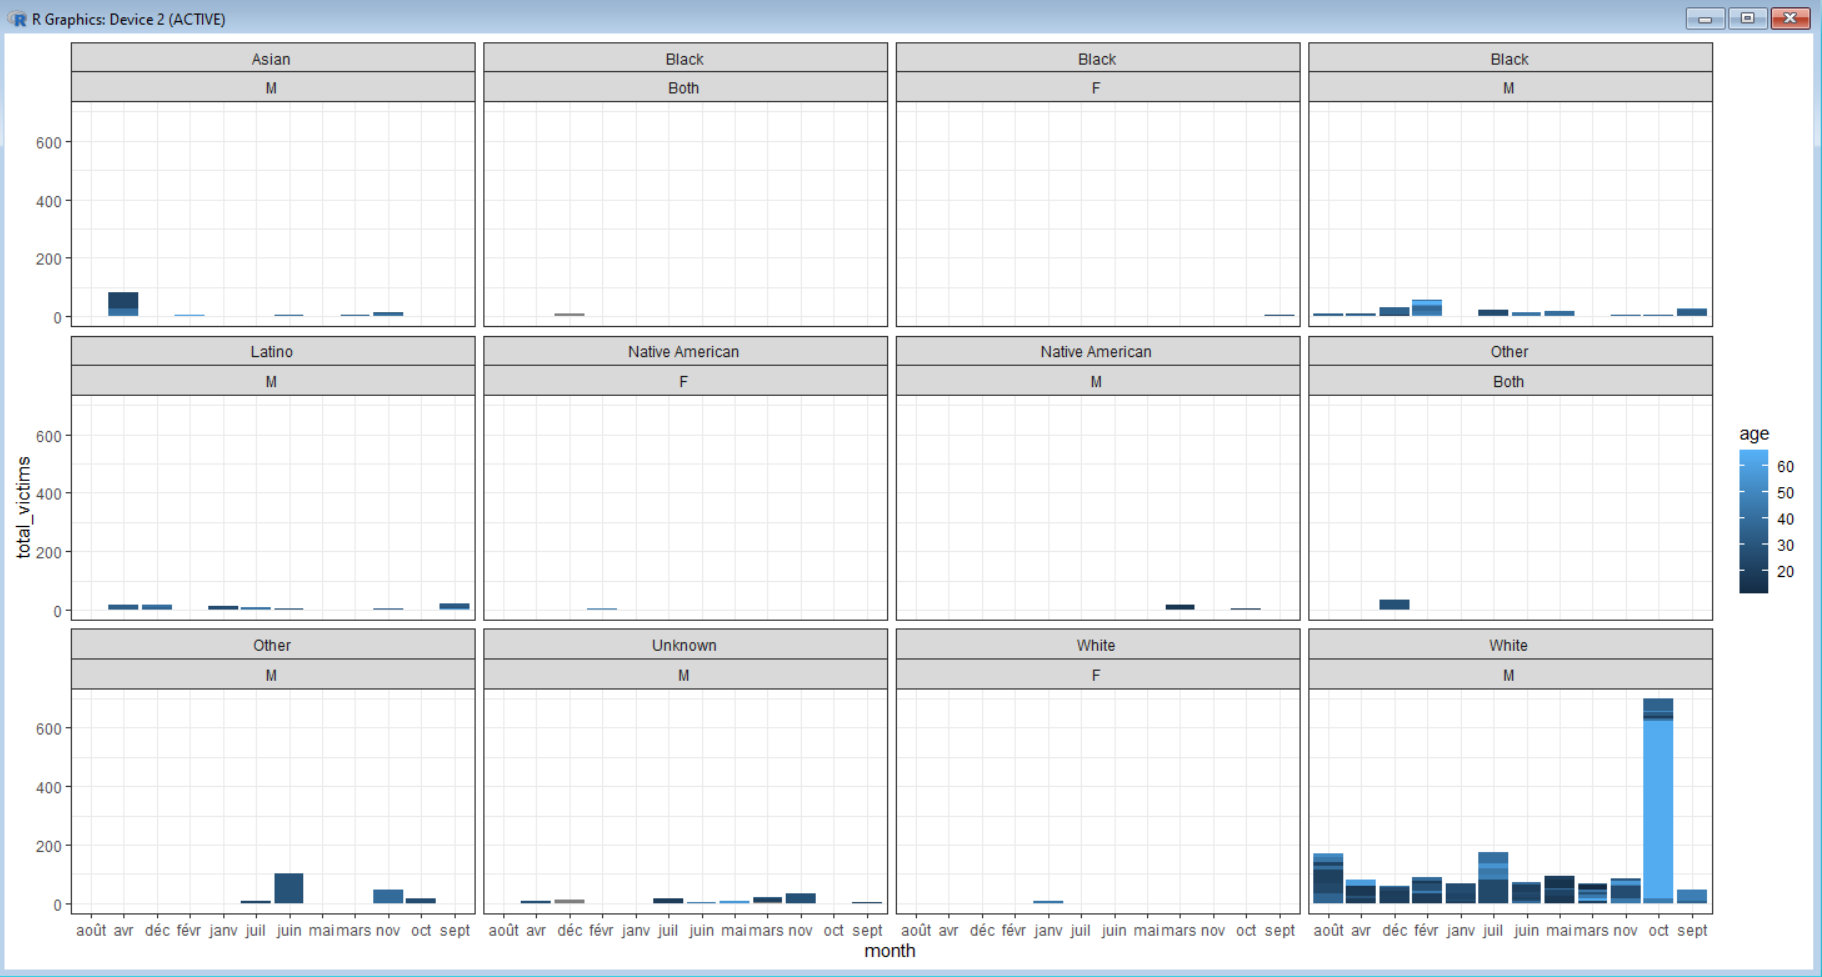 R Graphics: Device 2 (ACTIVE)
Asian Black Black Black
M Both F M
600
400
200
0
Latino Native American Native American Other
M F M Both
600
400
200
0
total_victims
age
60
50
40
30
20
Other Unknown White White
M M F M
600
400
200
0
août avr déc févr janv juil juin mai mars nov oct sept août avr déc févr janv juil juin mai mars nov oct sept août avr déc févr janv juil juin mai mars nov oct sept août avr déc févr janv juil juin mai mars nov oct sept
month